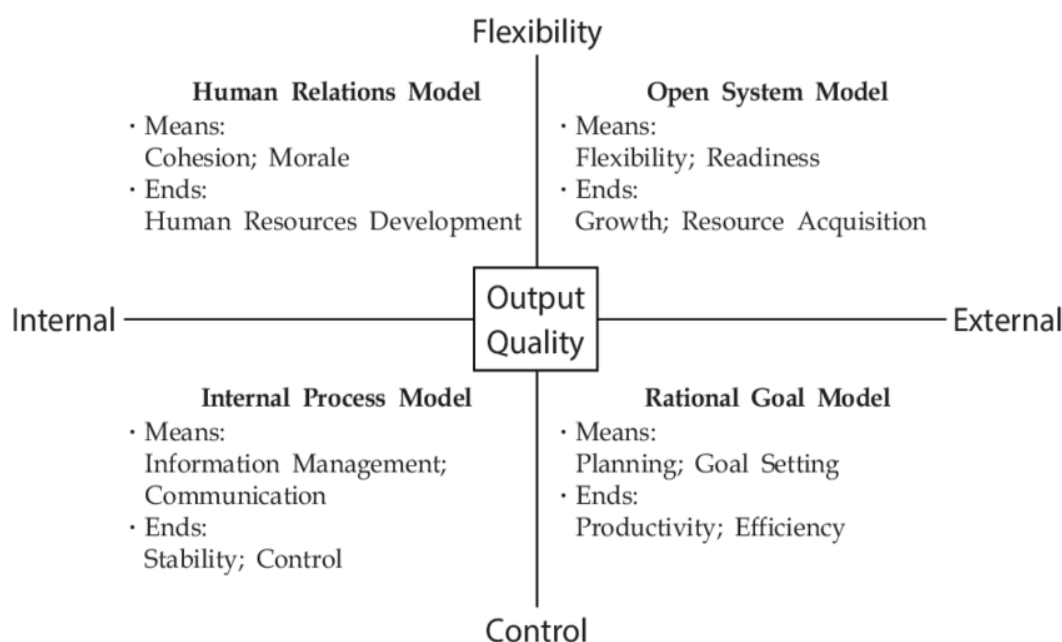 Flexibility
Human Relations Model
· Means:
Cohesion; Morale
· Ends:
Human Resources Development
Open System Model
· Means:
Flexibility; Readiness
· Ends:
Growth; Resource Acquisition
Internal
Output
Quality
External
Internal Process Model
· Means:
Information Management;
Communication
· Ends:
Stability; Control
Rational Goal Model
· Means:
Planning; Goal Setting
· Ends:
Productivity; Efficiency
Control